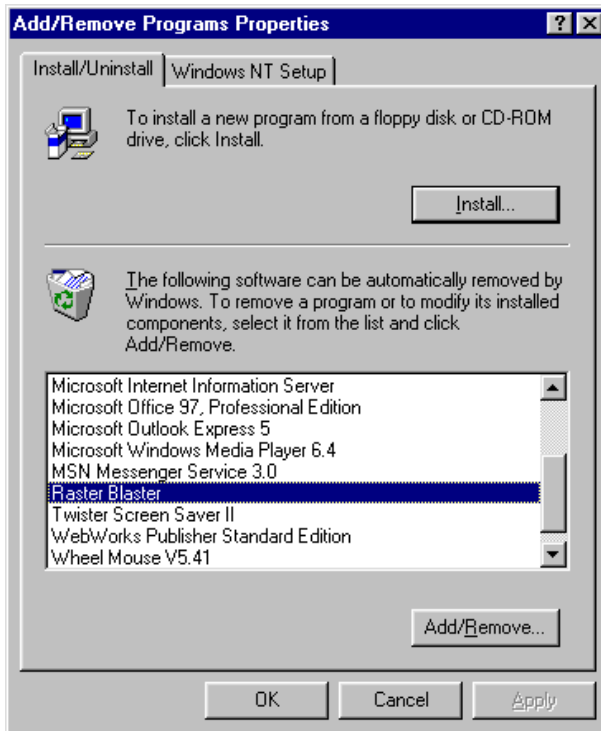 Add/Remove Programs Properties
Install/Uninstall
Windows NT Setup
To install a new program from a floppy disk or CD-ROM
drive, click Install.
Install...
The following software can be automatically removed by
Windows. To remove a program or to modify its installed
components, select it from the list and click
Add/Remove.
Microsoft Internet Information Server
Microsoft Office 97, Professional Edition
Microsoft Outlook Express 5
Microsoft Windows Media Player 6.4
MSN Messenger Service 3.0
Raster Blaster
Twister Screen Saver II
WebWorks Publisher Standard Edition
Wheel Mouse V5.41
Add/Remove...
OK
Cancel
Apply